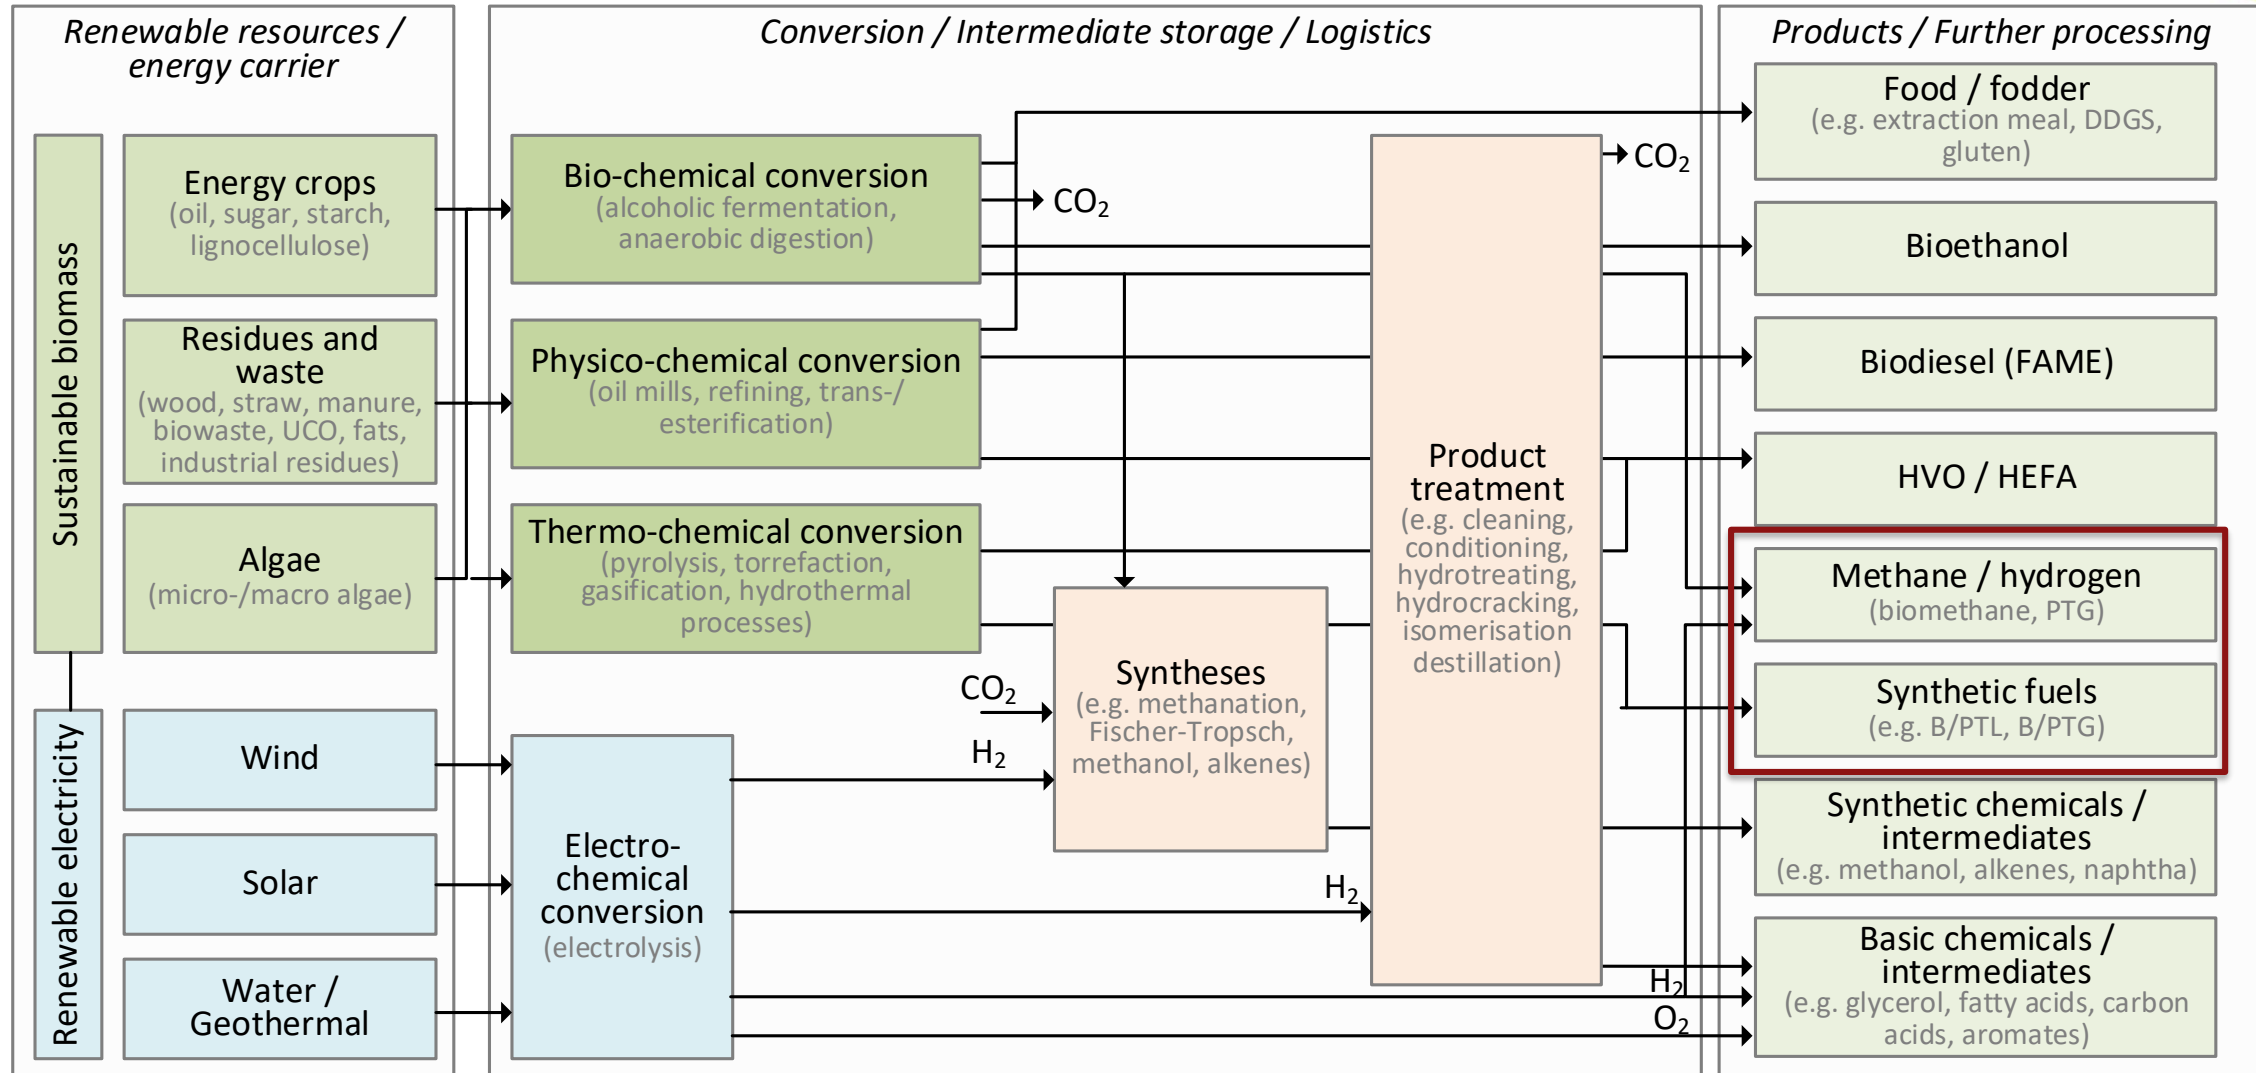 Renewable resources /
energy carrier
Sustainable biomass
Energy crops
(oil, sugar, starch,
lignocellulose)
Residues and
waste
(wood, straw, manure,
biowaste, UCO, fats,
industrial residues)
Algae
(micro-/macro algae)
Renewable electricity
Wind
Solar
Water /
Geothermal
Conversion / Intermediate storage / Logistics
Bio-chemical conversion
(alcoholic fermentation,
anaerobic digestion)
CO₂
Physico-chemical conversion
(oil mills, refining, trans-/
esterification)
Thermo-chemical conversion
(pyrolysis, torrefaction,
gasification, hydrothermal
processes)
Electro-
chemical
conversion
(electrolysis)
CO₂
H₂
Syntheses
(e.g. methanation,
Fischer-Tropsch,
methanol, alkenes)
H₂
Product
treatment
(e.g. cleaning,
conditioning,
hydrotreating,
hydrocracking,
isomerisation
destillation)
CO₂
H₂
O₂
Products / Further processing
Food / fodder
(e.g. extraction meal, DDGS,
gluten)
Bioethanol
Biodiesel (FAME)
HVO / HEFA
Methane / hydrogen
(biomethane, PTG)
Synthetic fuels
(e.g. B/PTL, B/PTG)
Synthetic chemicals /
intermediates
(e.g. methanol, alkenes, naphtha)
Basic chemicals /
intermediates
(e.g. glycerol, fatty acids, carbon
acids, aromates)